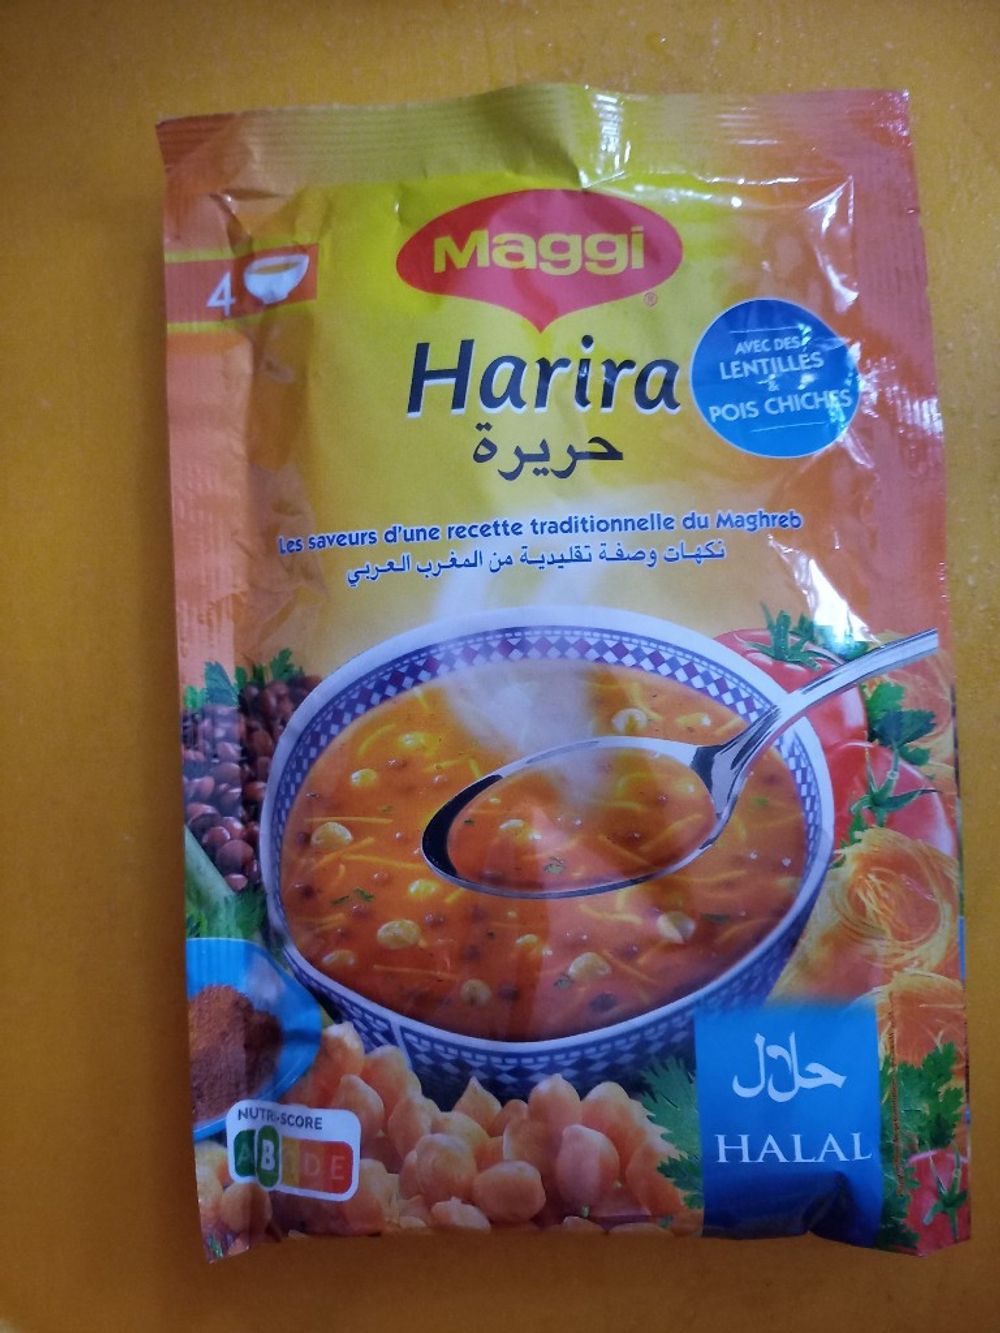 Maggi
®
4
Harira
حريرة
AVEC DES
LENTILLES
&
POIS CHICHES
Les saveurs d'une recette traditionnelle du Maghreb
نكهات وصفة تقليدية من المغرب العربي
حلال
HALAL
NUTRI-SCORE
A B C D E